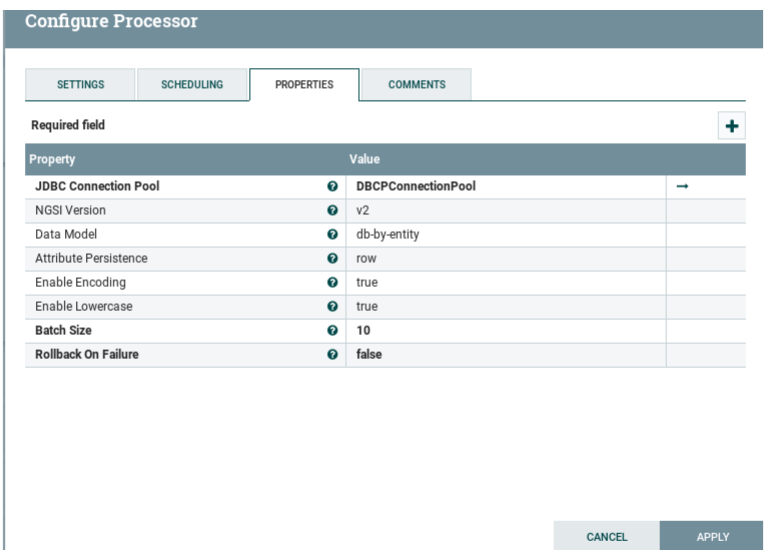 Configure Processor
SETTINGS SCHEDULING PROPERTIES COMMENTS
Required field
Property Value
JDBC Connection Pool DBCPConnectionPool
NGSI Version v2
Data Model db-by-entity
Attribute Persistence row
Enable Encoding true
Enable Lowercase true
Batch Size 10
Rollback On Failure false
CANCEL APPLY